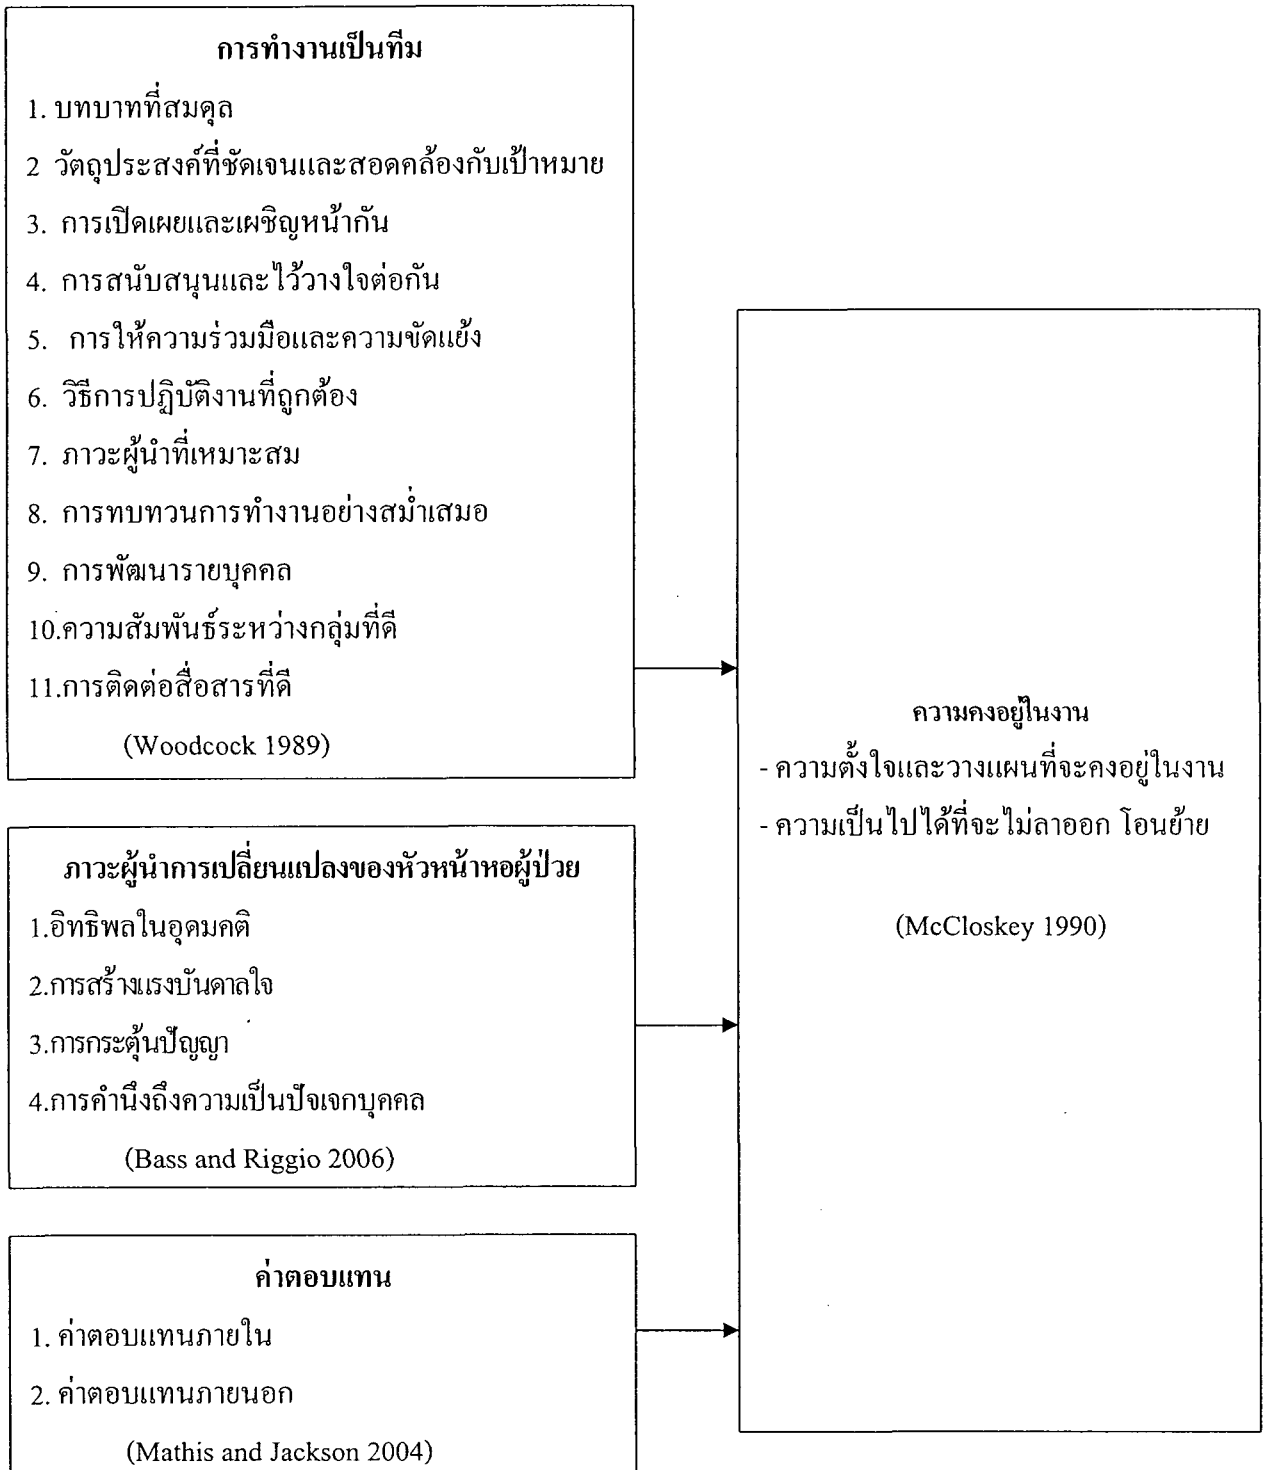 การทำงานเป็นทีม
1. บทบาทที่สมดุล
2 วัตถุประสงค์ที่ชัดเจนและสอดคล้องกับเป้าหมาย
3. การเปิดเผยและเผชิญหน้ากัน
4. การสนับสนุนและไว้วางใจต่อกัน
5. การให้ความร่วมมือและความขัดแย้ง
6. วิธีการปฏิบัติงานที่ถูกต้อง
7. ภาวะผู้นำที่เหมาะสม
8. การทบทวนการทำงานอย่างสม่ำเสมอ
9. การพัฒนารายบุคคล
10.ความสัมพันธ์ระหว่างกลุ่มที่ดี
11.การติดต่อสื่อสารที่ดี
(Woodcock 1989)
ภาวะผู้นำการเปลี่ยนแปลงของหัวหน้าหอผู้ป่วย
1.อิทธิพลในอุดมคติ
2.การสร้างแรงบันดาลใจ
3.การกระตุ้นปัญญา
4.การคำนึงถึงความเป็นปัจเจกบุคคล
(Bass and Riggio 2006)
ค่าตอบแทน
1. ค่าตอบแทนภายใน
2. ค่าตอบแทนภายนอก
(Mathis and Jackson 2004)
ความคงอยู่ในงาน
- ความตั้งใจและวางแผนที่จะคงอยู่ในงาน
- ความเป็นไปได้ที่จะไม่ลาออก โอนย้าย
(McCloskey 1990)